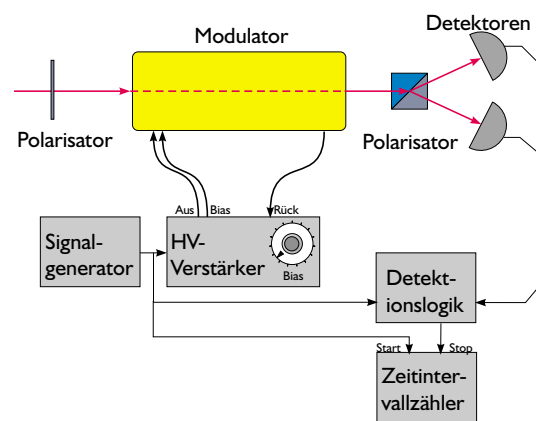 Detektoren
Modulator
Polarisator
Polarisator
Aus
Bias
Rück
Signal-
generator
HV-
Verstärker
Bias
Detekt-
ionslogik
Start
Stop
Zeitinter-
vallzähler